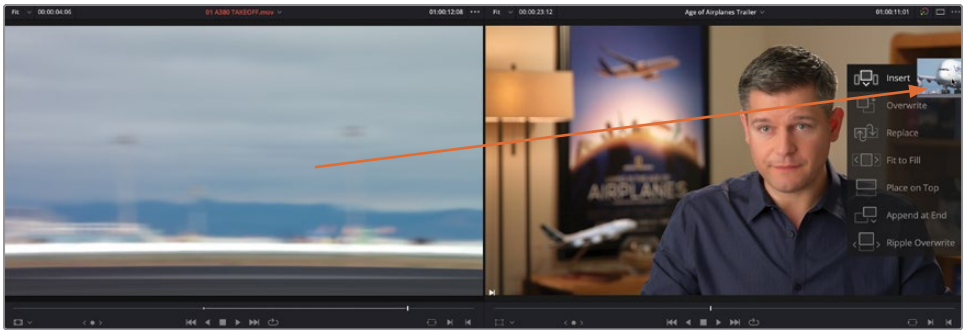 Fit 00:00:04:06 01 A380 TAKEOFF.mov 01:00:12:08
Fit 00:00:23:12 Age of Airplanes Trailer 01:00:11:01
Insert
Overwrite
Replace
Fit to Fill
Place on Top
Append at End
Ripple Overwrite
AIRPLANES